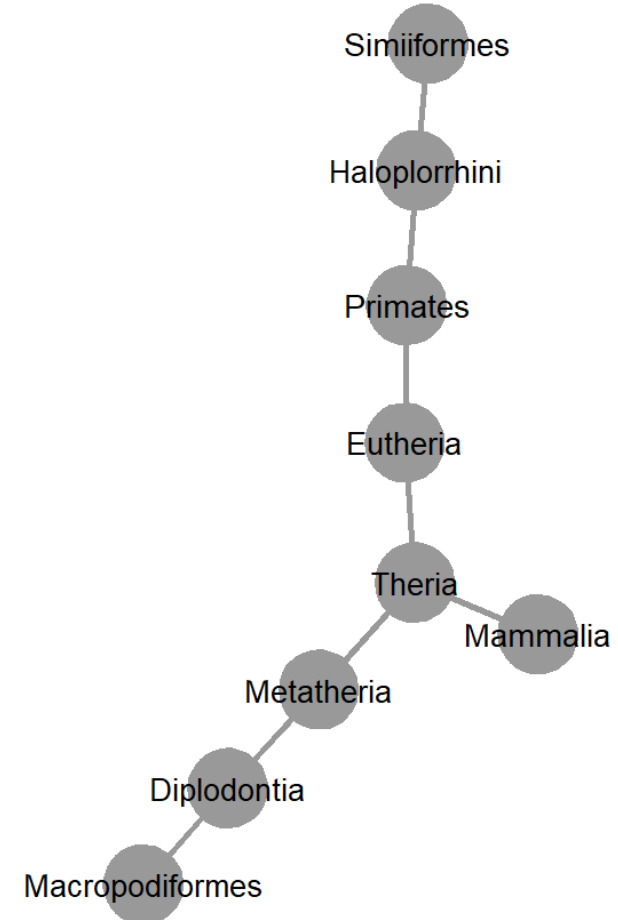 Simiiformes
Haloplorrhini
Primates
Eutheria
Theria
Mammalia
Metatheria
Diplodontia
Macropodiformes